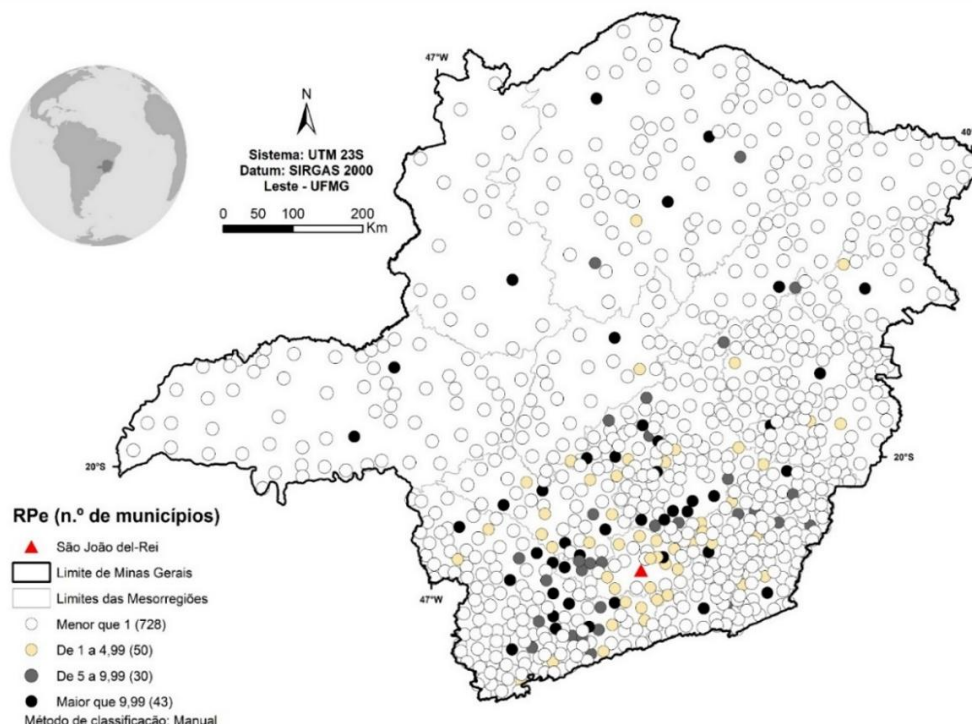 47°W
N
Sistema: UTM 23S
Datum: SIRGAS 2000
Leste - UFMG
0 50 100 200
Km
40°
20°S
20°S
47°W
RPe (n.º de municípios)
São João del-Rei
Limite de Minas Gerais
Limites das Mesorregiões
Menor que 1 (728)
De 1 a 4,99 (50)
De 5 a 9,99 (30)
Maior que 9,99 (43)
Método de classificação: Manual